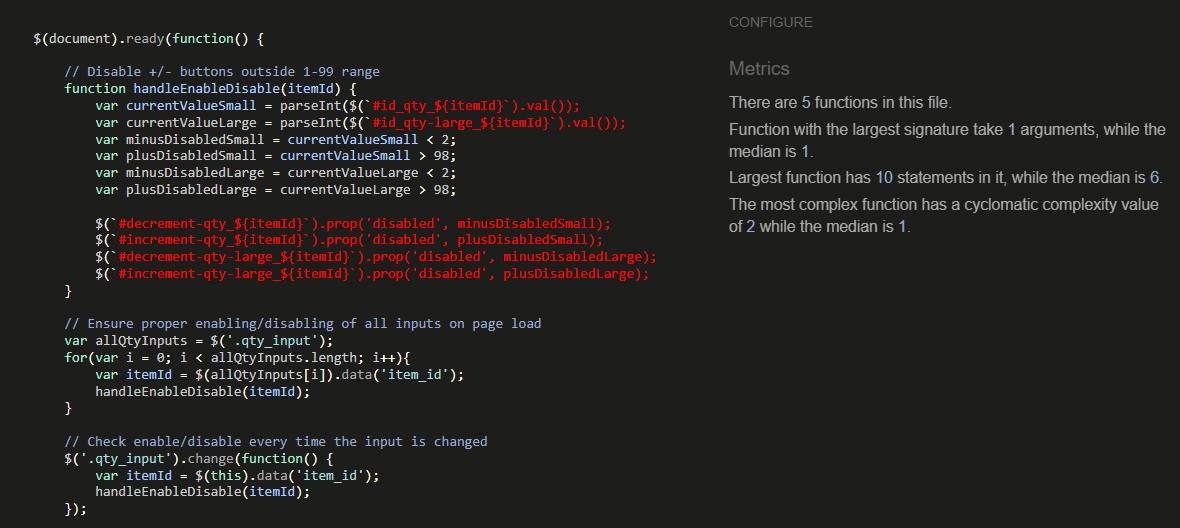 $(document).ready(function() {
// Disable +/- buttons outside 1-99 range
function handleEnableDisable(itemId) {
var currentValueSmall = parseInt($(`#id_qty_${itemId}`).val());
var currentValueLarge = parseInt($(`#id_qty-large_${itemId}`).val());
var minusDisabledSmall = currentValueSmall < 2;
var plusDisabledSmall = currentValueSmall > 98;
var minusDisabledLarge = currentValueLarge < 2;
var plusDisabledLarge = currentValueLarge > 98;
$(`#decrement-qty_${itemId}`).prop('disabled', minusDisabledSmall);
$(`#increment-qty_${itemId}`).prop('disabled', plusDisabledSmall);
$(`#decrement-qty-large_${itemId}`).prop('disabled', minusDisabledLarge);
$(`#increment-qty-large_${itemId}`).prop('disabled', plusDisabledLarge);
}
// Ensure proper enabling/disabling of all inputs on page load
var allQtyInputs = $('.qty_input');
for(var i = 0; i < allQtyInputs.length; i++){
var itemId = $(allQtyInputs[i]).data('item_id');
handleEnableDisable(itemId);
}
// Check enable/disable every time the input is changed
$('.qty_input').change(function() {
var itemId = $(this).data('item_id');
handleEnableDisable(itemId);
});
CONFIGURE
Metrics
There are 5 functions in this file.
Function with the largest signature take 1 arguments, while the
median is 1.
Largest function has 10 statements in it, while the median is 6.
The most complex function has a cyclomatic complexity value
of 2 while the median is 1.